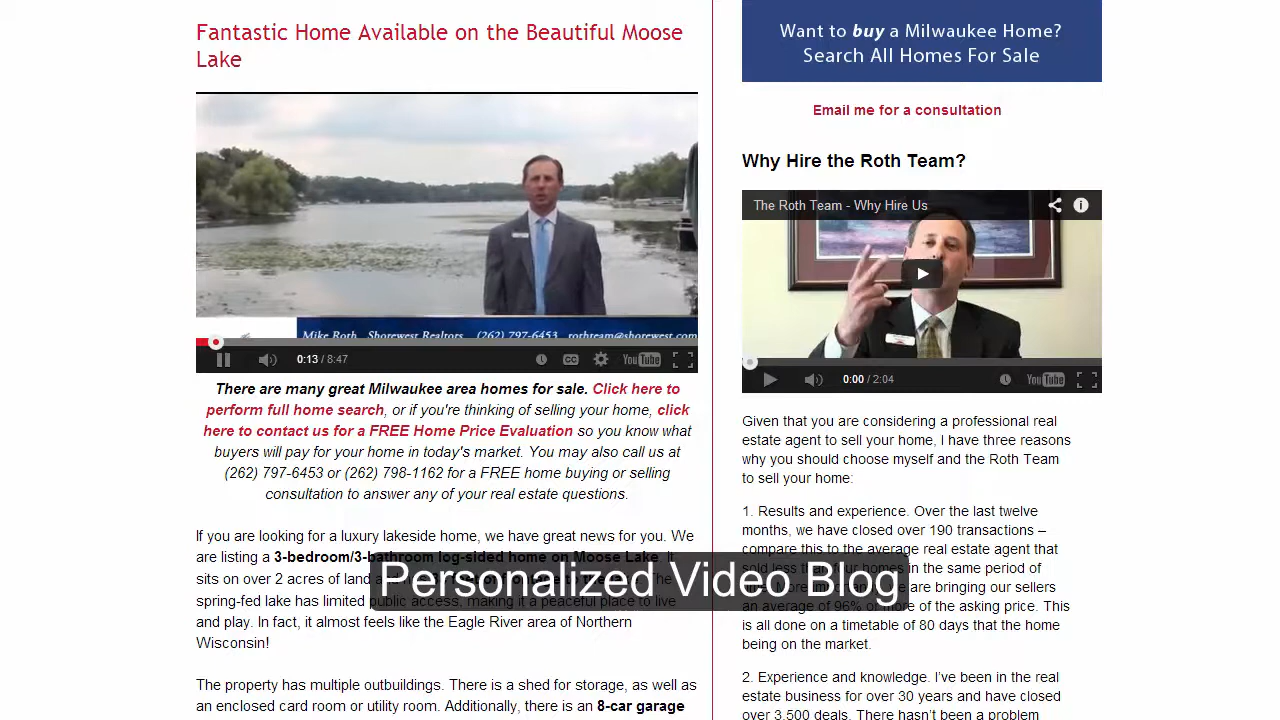 Fantastic Home Available on the Beautiful Moose
Lake
Mike Roth Shorewest Realtors (262) 797-6453 rothteam@shorewest.com
0:13 / 8:47
CC
YouTube
There are many great Milwaukee area homes for sale. Click here to
perform full home search, or if you're thinking of selling your home, click
here to contact us for a FREE Home Price Evaluation so you know what
buyers will pay for your home in today's market. You may also call us at
(262) 797-6453 or (262) 798-1162 for a FREE home buying or selling
consultation to answer any of your real estate questions.
If you are looking for a luxury lakeside home, we have great news for you. We
are listing a 3-bedroom/3-bathroom log-sided home on Moose Lake. It
sits on over 2 acres of land The
spring-fed lake has limited public access, making it a peaceful place to live
and play. In fact, it almost feels like the Eagle River area of Northern
Wisconsin!
The property has multiple outbuildings. There is a shed for storage, as well as
an enclosed card room or utility room. Additionally, there is an 8-car garage
Personalized Video Blog
Want to buy a Milwaukee Home?
Search All Homes For Sale
Email me for a consultation
Why Hire the Roth Team?
The Roth Team - Why Hire Us
0:00 / 2:04
YouTube
Given that you are considering a professional real
estate agent to sell your home, I have three reasons
why you should choose myself and the Roth Team
to sell your home:
1. Results and experience. Over the last twelve
months, we have closed over 190 transactions –
compare this to the average real estate agent that
sold less than four homes in the same period of
time. More importantly, we are bringing our sellers
an average of 96% or more of the asking price. This
is all done on a timetable of 80 days that the home
being on the market.
2. Experience and knowledge. I've been in the real
estate business for over 30 years and have closed
over 3,500 deals. There hasn't been a problem